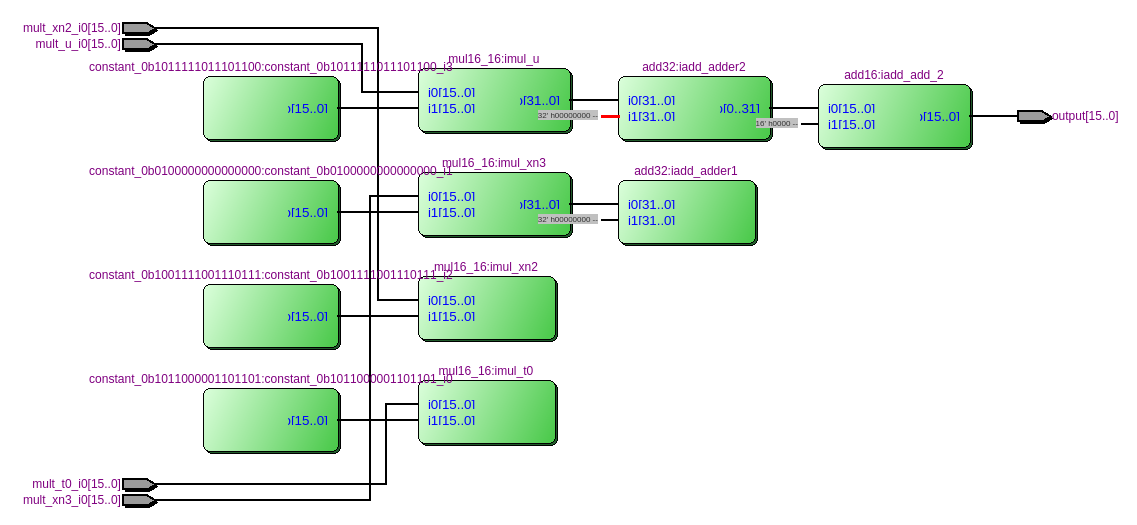 mult_xn2_i0[15..0]
mult_u_i0[15..0]
constant_0b1011111011101100:constant_0b1011111011101100_i3
o[15..0]
mul16_16:imul_u
i0[15..0]
i1[15..0]
o[31..0]
32' h00000000 --
add32:iadd_adder2
i0[31..0]
i1[31..0]
o[0..31]
16' h0000 --
add16:iadd_add_2
i0[15..0]
i1[15..0]
o[15..0]
output[15..0]
constant_0b0100000000000000:constant_0b0100000000000000_i1
o[15..0]
mul16_16:imul_xn3
i0[15..0]
i1[15..0]
o[31..0]
32' h00000000 --
add32:iadd_adder1
i0[31..0]
i1[31..0]
constant_0b1001111001110111:constant_0b1001111001110111_i2
o[15..0]
mul16_16:imul_xn2
i0[15..0]
i1[15..0]
constant_0b1011000001101101:constant_0b1011000001101101_i0
o[15..0]
mul16_16:imul_t0
i0[15..0]
i1[15..0]
mult_t0_i0[15..0]
mult_xn3_i0[15..0]